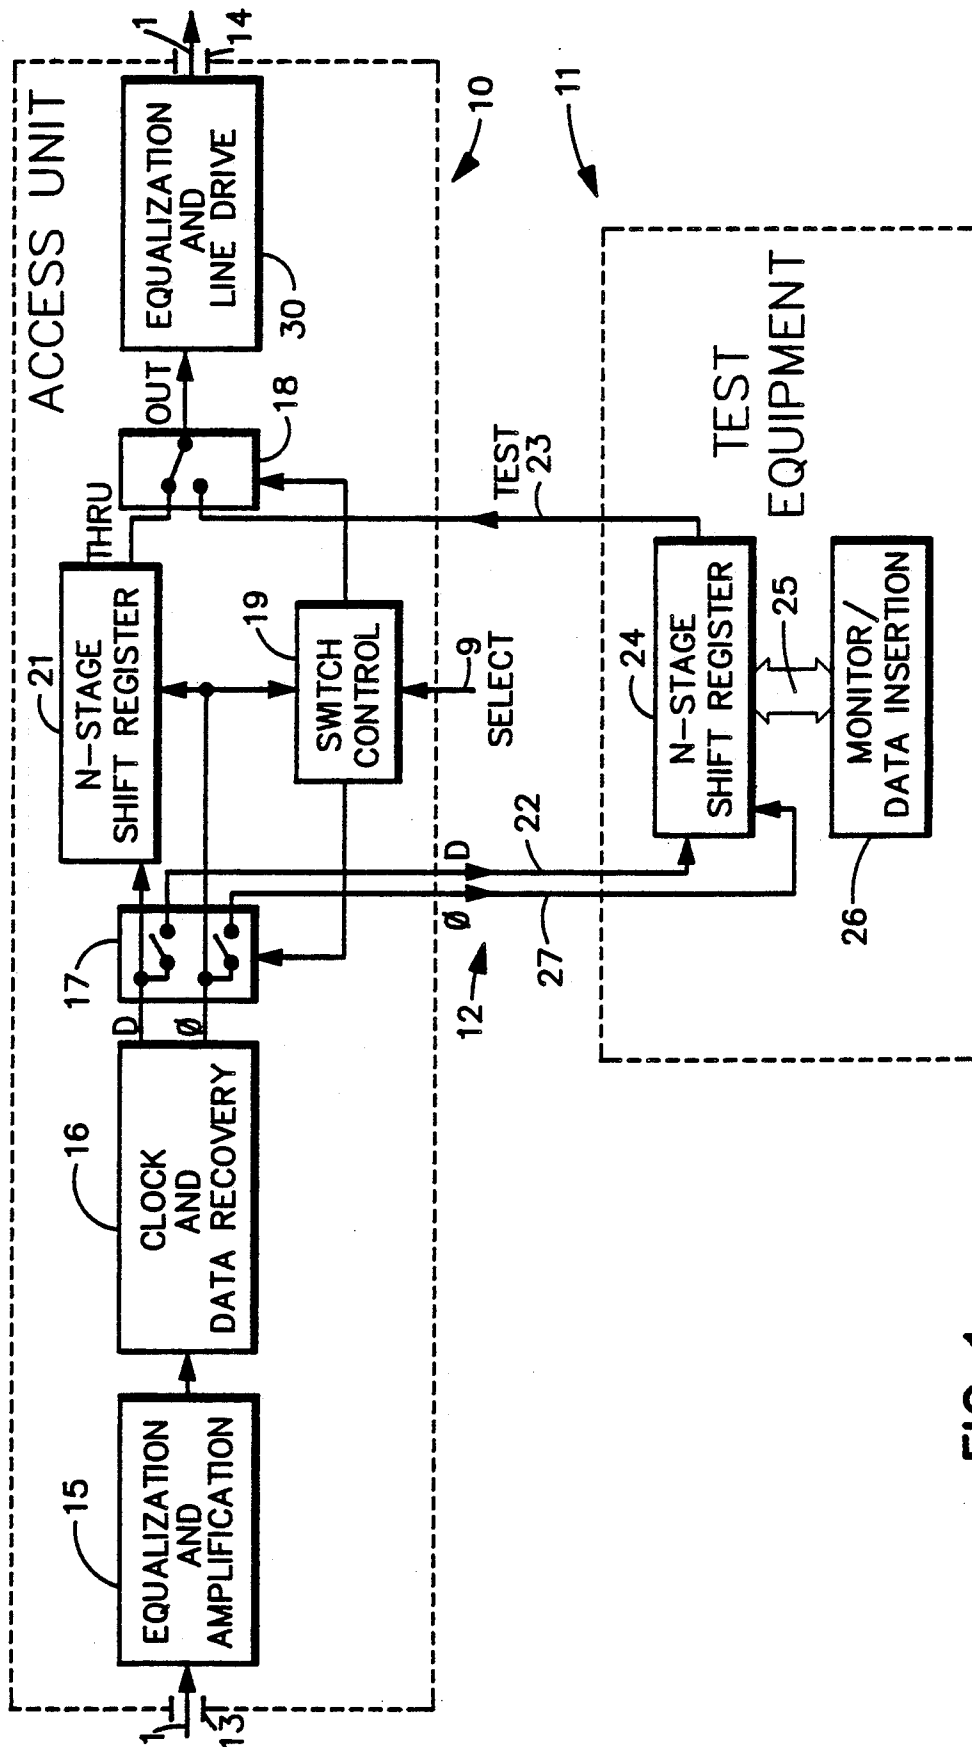 ACCESS UNIT
1
13
15
EQUALIZATION
AND
AMPLIFICATION
16
CLOCK
AND
DATA RECOVERY
D
Ø
17
21
N-STAGE
SHIFT REGISTER
THRU
19
SWITCH
CONTROL
9
SELECT
OUT
18
EQUALIZATION
AND
LINE DRIVE
30
1
14
10
11
12
Ø
D
22
27
TEST
23
TEST
EQUIPMENT
24
N-STAGE
SHIFT REGISTER
25
MONITOR/
DATA INSERTION
26